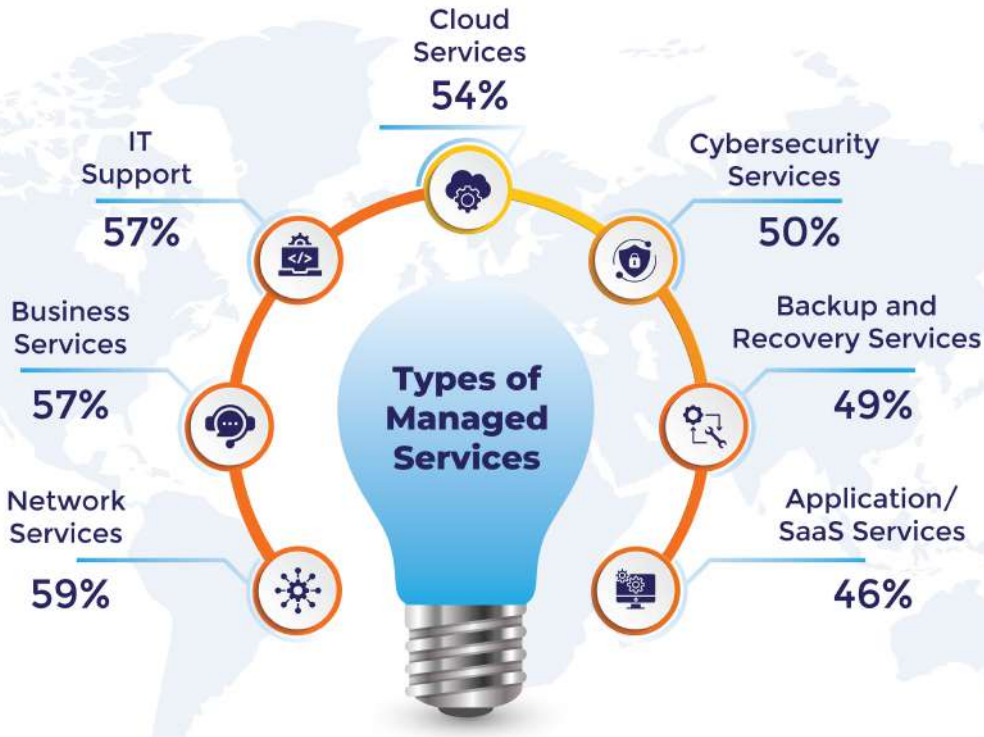 Cloud
Services
54%
IT
Support
57%
Cybersecurity
Services
50%
Business
Services
57%
Backup and
Recovery Services
49%
Types of
Managed
Services
Network
Services
59%
Application/
SaaS Services
46%